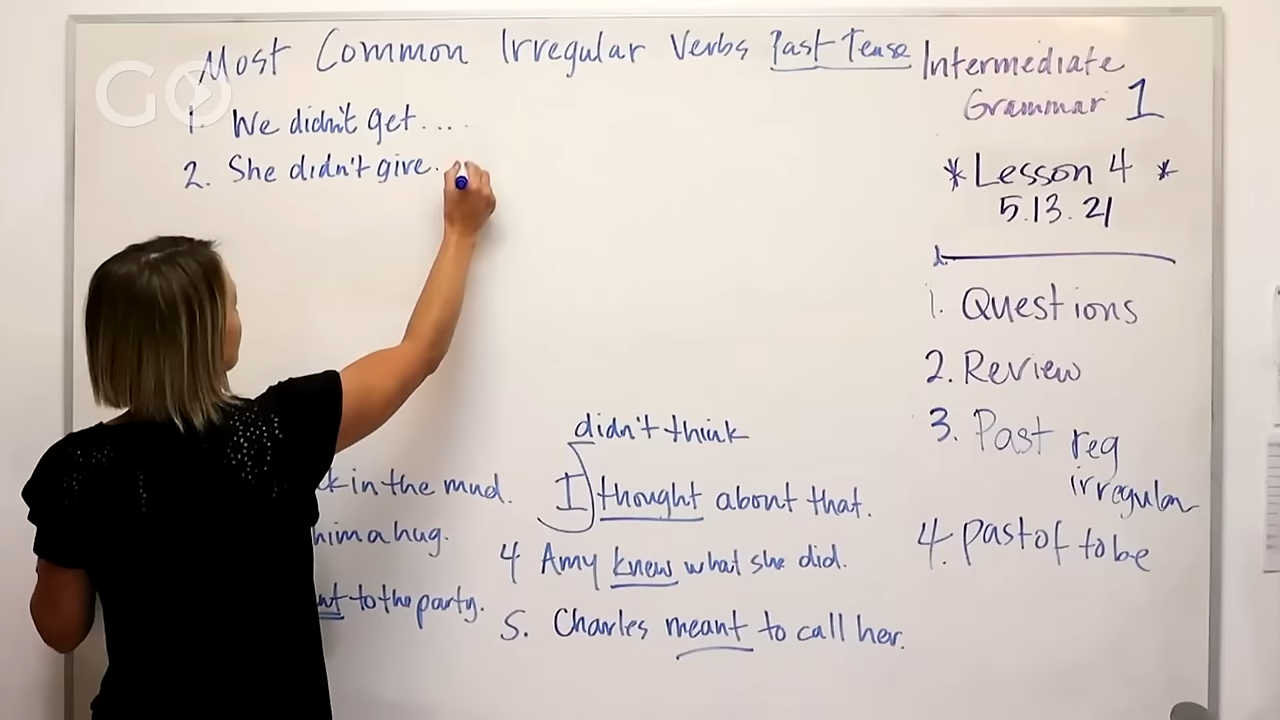 GO
Most Common Irregular Verbs Past Tense
1. We didn't get....
2. She didn't give.
in the mud.
him a hug.
to the party.
didn't think
I thought about that.
4 Amy knew what she did.
5. Charles meant to call her.
Intermediate
Grammar 1
* Lesson 4 *
5.13.21
1. Questions
2. Review
3. Past reg
irregular
4. past of to be